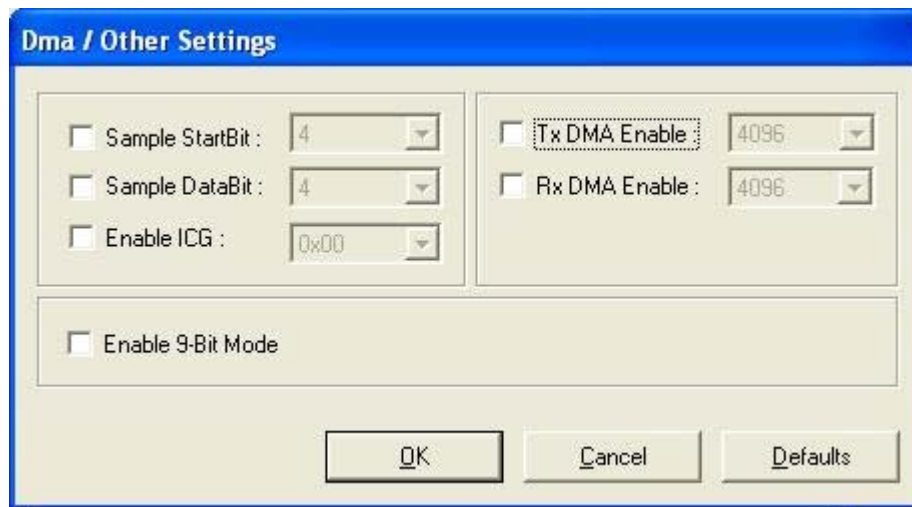 Dma / Other Settings
Sample StartBit : 4
Sample DataBit : 4
Enable ICG : 0x00
Tx DMA Enable : 4096
Rx DMA Enable : 4096
Enable 9-Bit Mode
OK Cancel Defaults